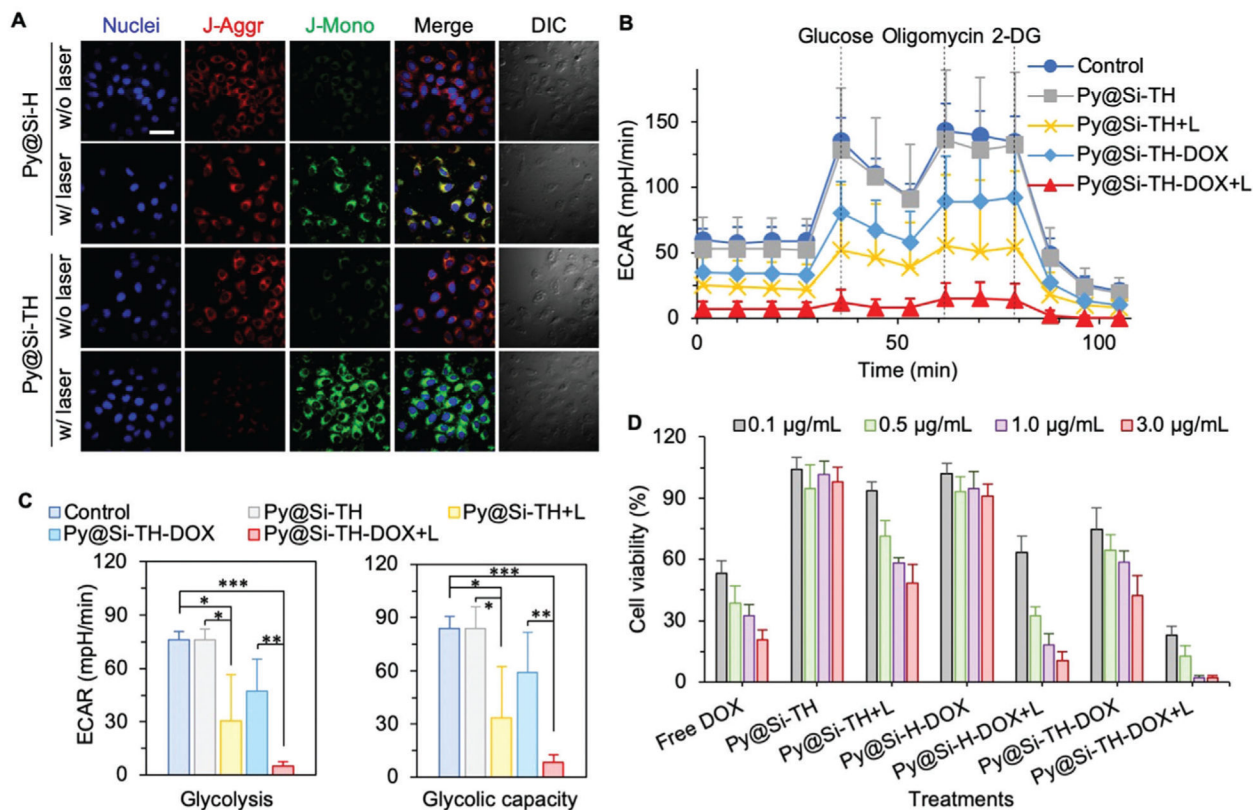 A
Nuclei J-Aggr J-Mono Merge DIC
Py@Si-H
w/o laser
w/ laser
Py@Si-TH
w/o laser
w/ laser
B
Glucose Oligomycin 2-DG
Control
Py@Si-TH
Py@Si-TH+L
Py@Si-TH-DOX
Py@Si-TH-DOX+L
ECAR (mpH/min)
150
100
50
0
0 50 100
Time (min)
C
Control Py@Si-TH Py@Si-TH+L
Py@Si-TH-DOX Py@Si-TH-DOX+L
ECAR (mpH/min)
120
90
60
30
0
***
*
*
**
Glycolysis
120
90
60
30
0
***
*
*
**
Glycolic capacity
D
0.1 µg/mL 0.5 µg/mL 1.0 µg/mL 3.0 µg/mL
Cell viability (%)
120
90
60
30
0
Free DOX
Py@Si-TH
Py@Si-TH+L
Py@Si-H-DOX
Py@Si-H-DOX+L
Py@Si-TH-DOX
Py@Si-TH-DOX+L
Treatments